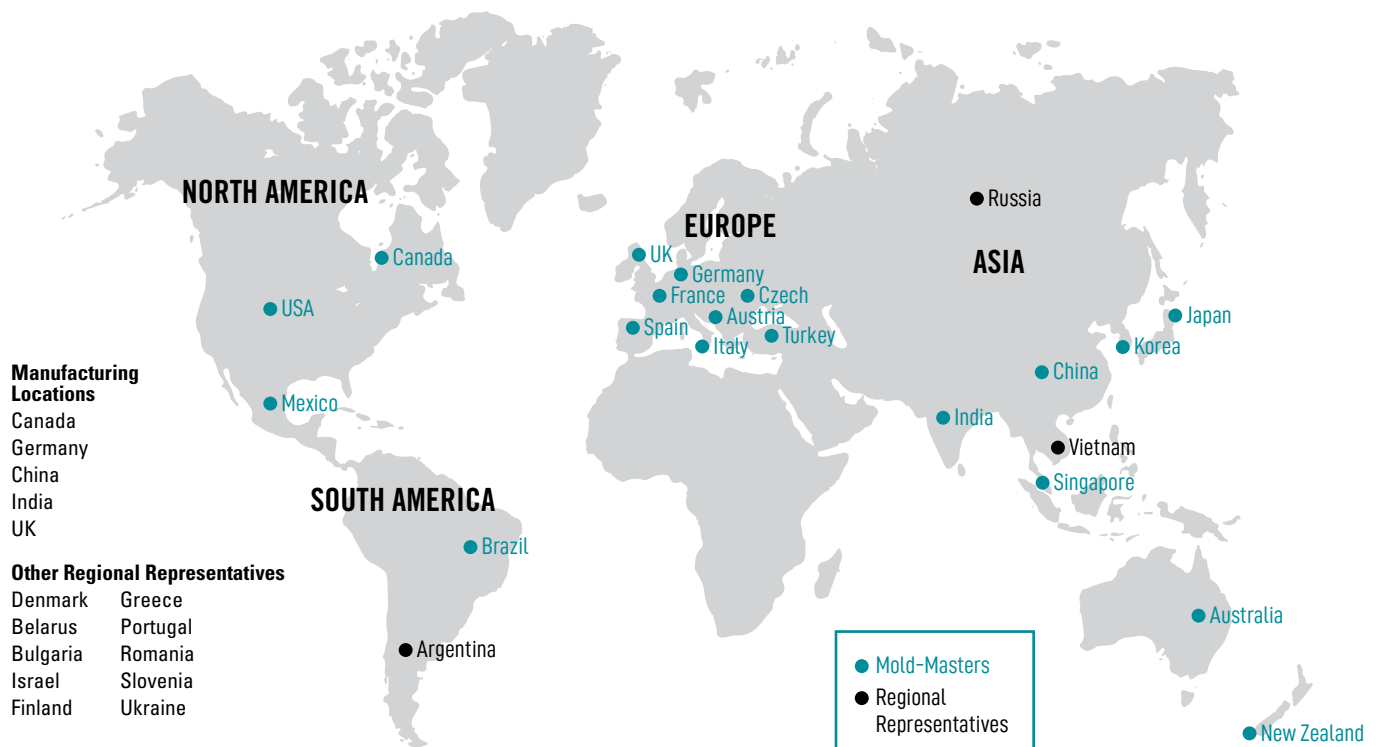 NORTH AMERICA
Canada
USA
Mexico
EUROPE
UK
Germany
France
Czech
Austria
Spain
Italy
Turkey
Russia
ASIA
Japan
Korea
China
India
Vietnam
Singapore
SOUTH AMERICA
Brazil
Argentina
Australia
New Zealand
Manufacturing
Locations
Canada
Germany
China
India
UK
Other Regional Representatives
Denmark Greece
Belarus Portugal
Bulgaria Romania
Israel Slovenia
Finland Ukraine
Mold-Masters
Regional
Representatives